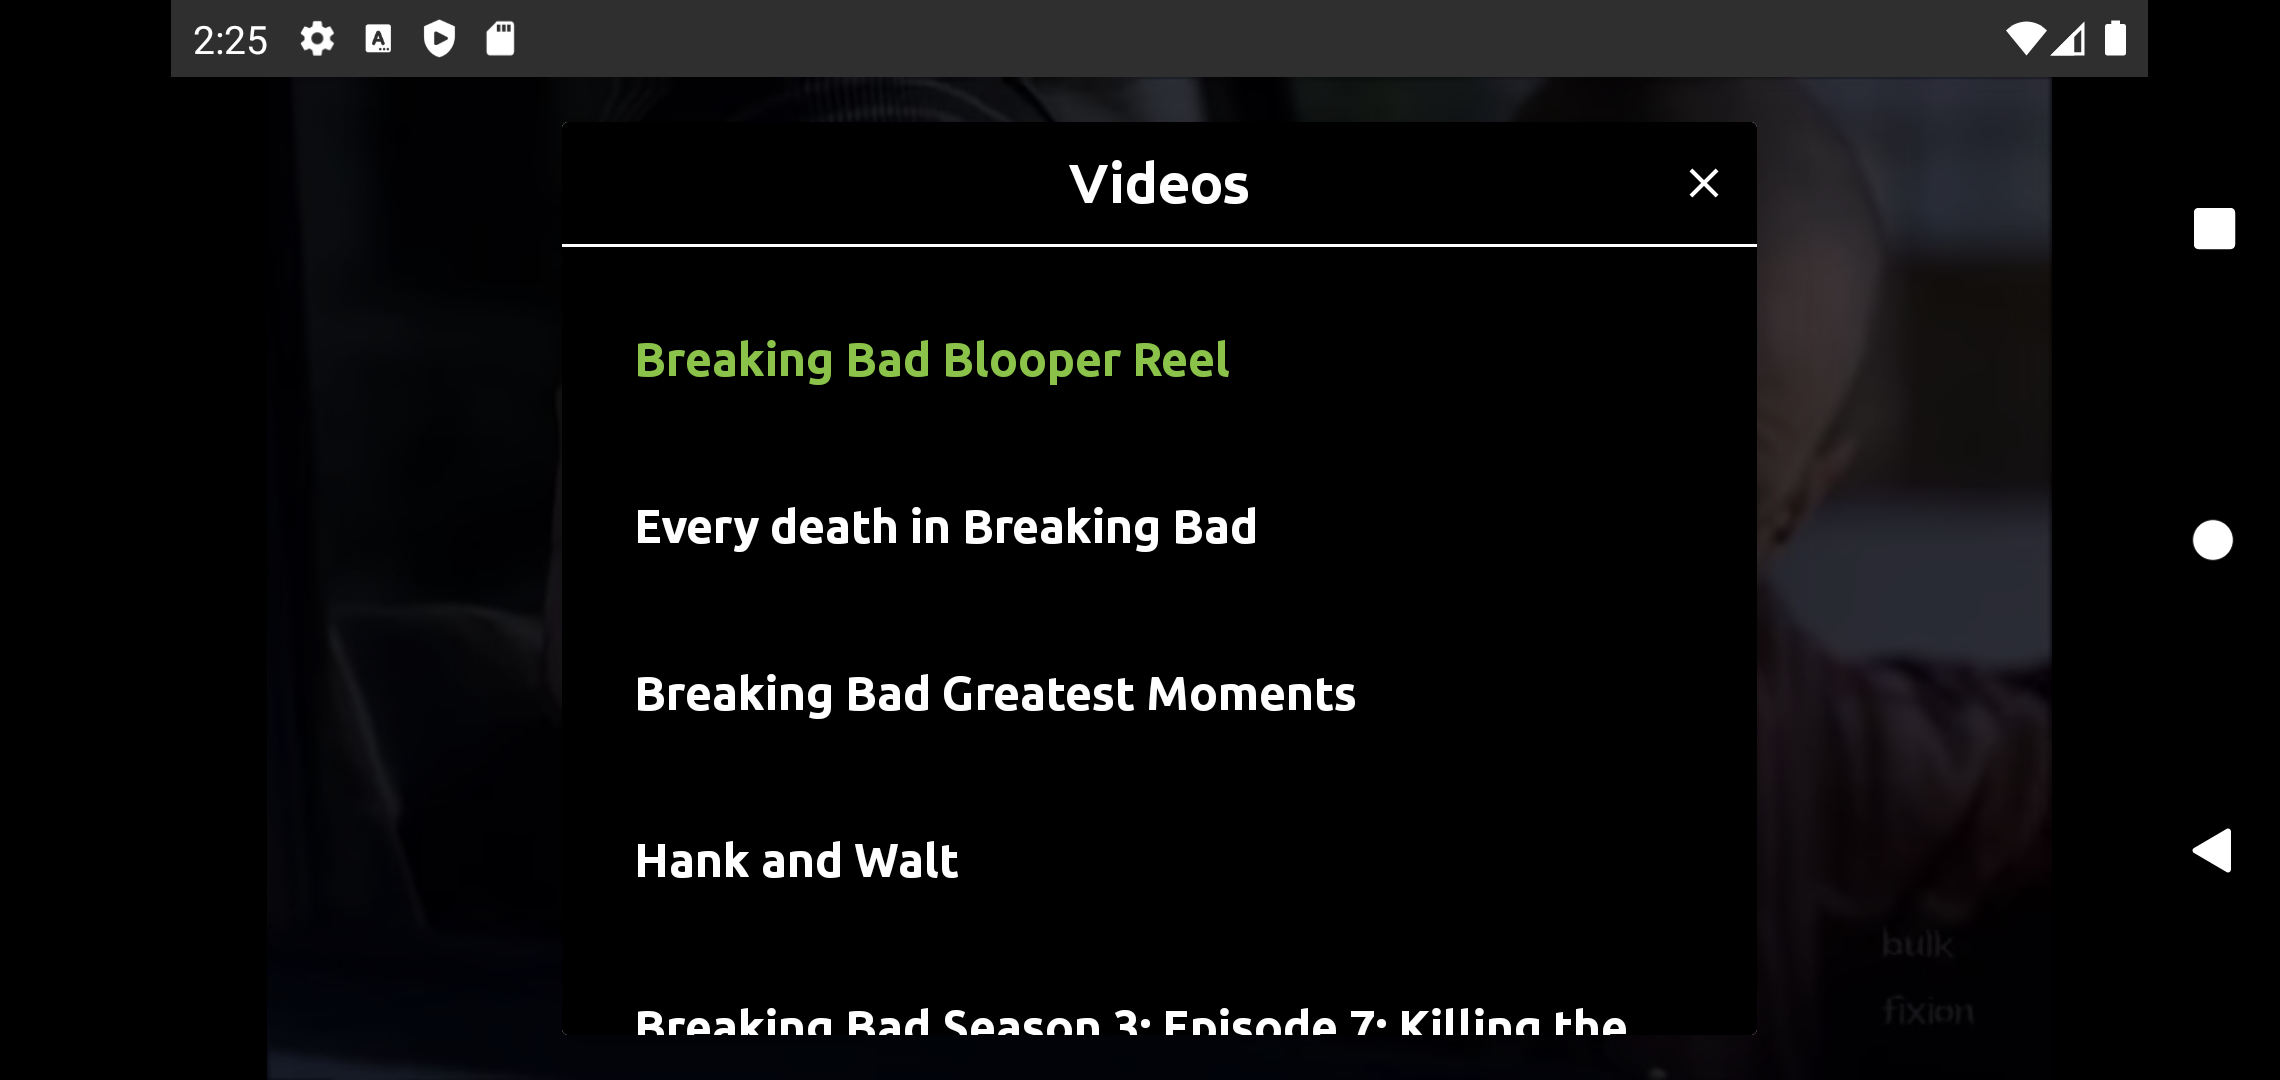 2:25
Videos
Breaking Bad Blooper Reel
Every death in Breaking Bad
Breaking Bad Greatest Moments
Hank and Walt
Breaking Bad Season 3: Episode 7: Killing the
bulk
fixion